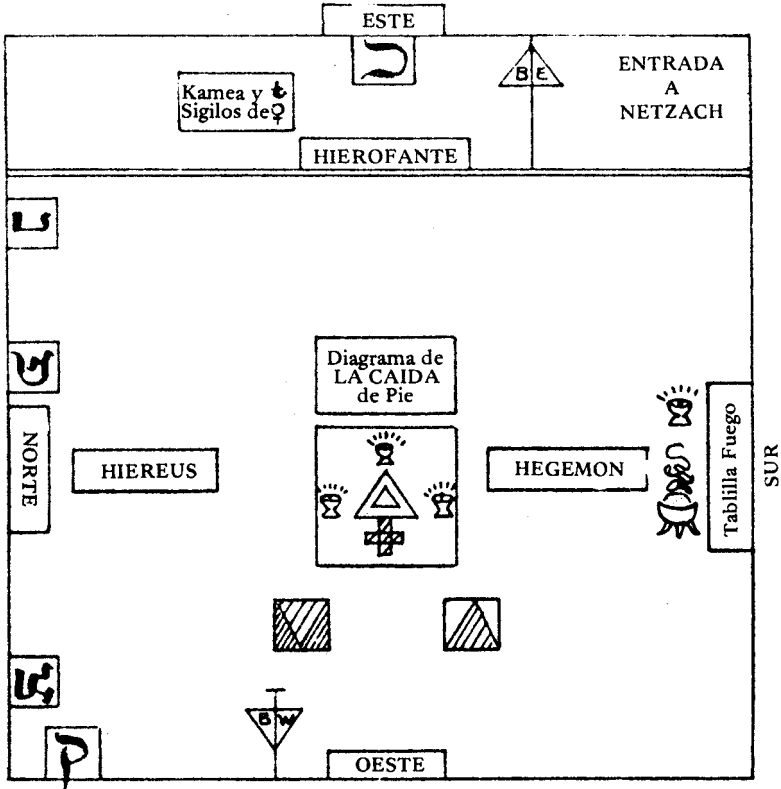 ESTE
כ
B E
ENTRADA
A
NETZACH
Kamea y
Sigilos de♀
HIEROFANTE
נ
פ
Diagrama de
LA CAIDA
de Pie
NORTE
HIEREUS
HEGEMON
Tablilla Fuego
SUR
צ
ק
B W
OESTE